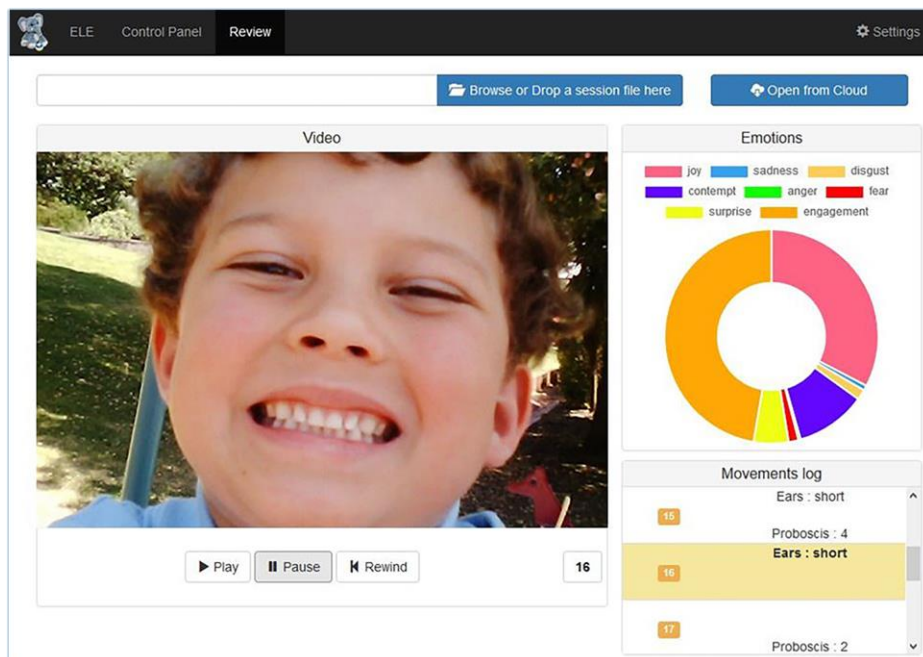 ELE Control Panel Review Settings
Browse or Drop a session file here Open from Cloud
Video
Emotions
joy sadness disgust
contempt anger fear
surprise engagement
Movements log
Ears : short
15
Proboscis : 4
Ears : short
16
17
Proboscis : 2
Play Pause Rewind 16